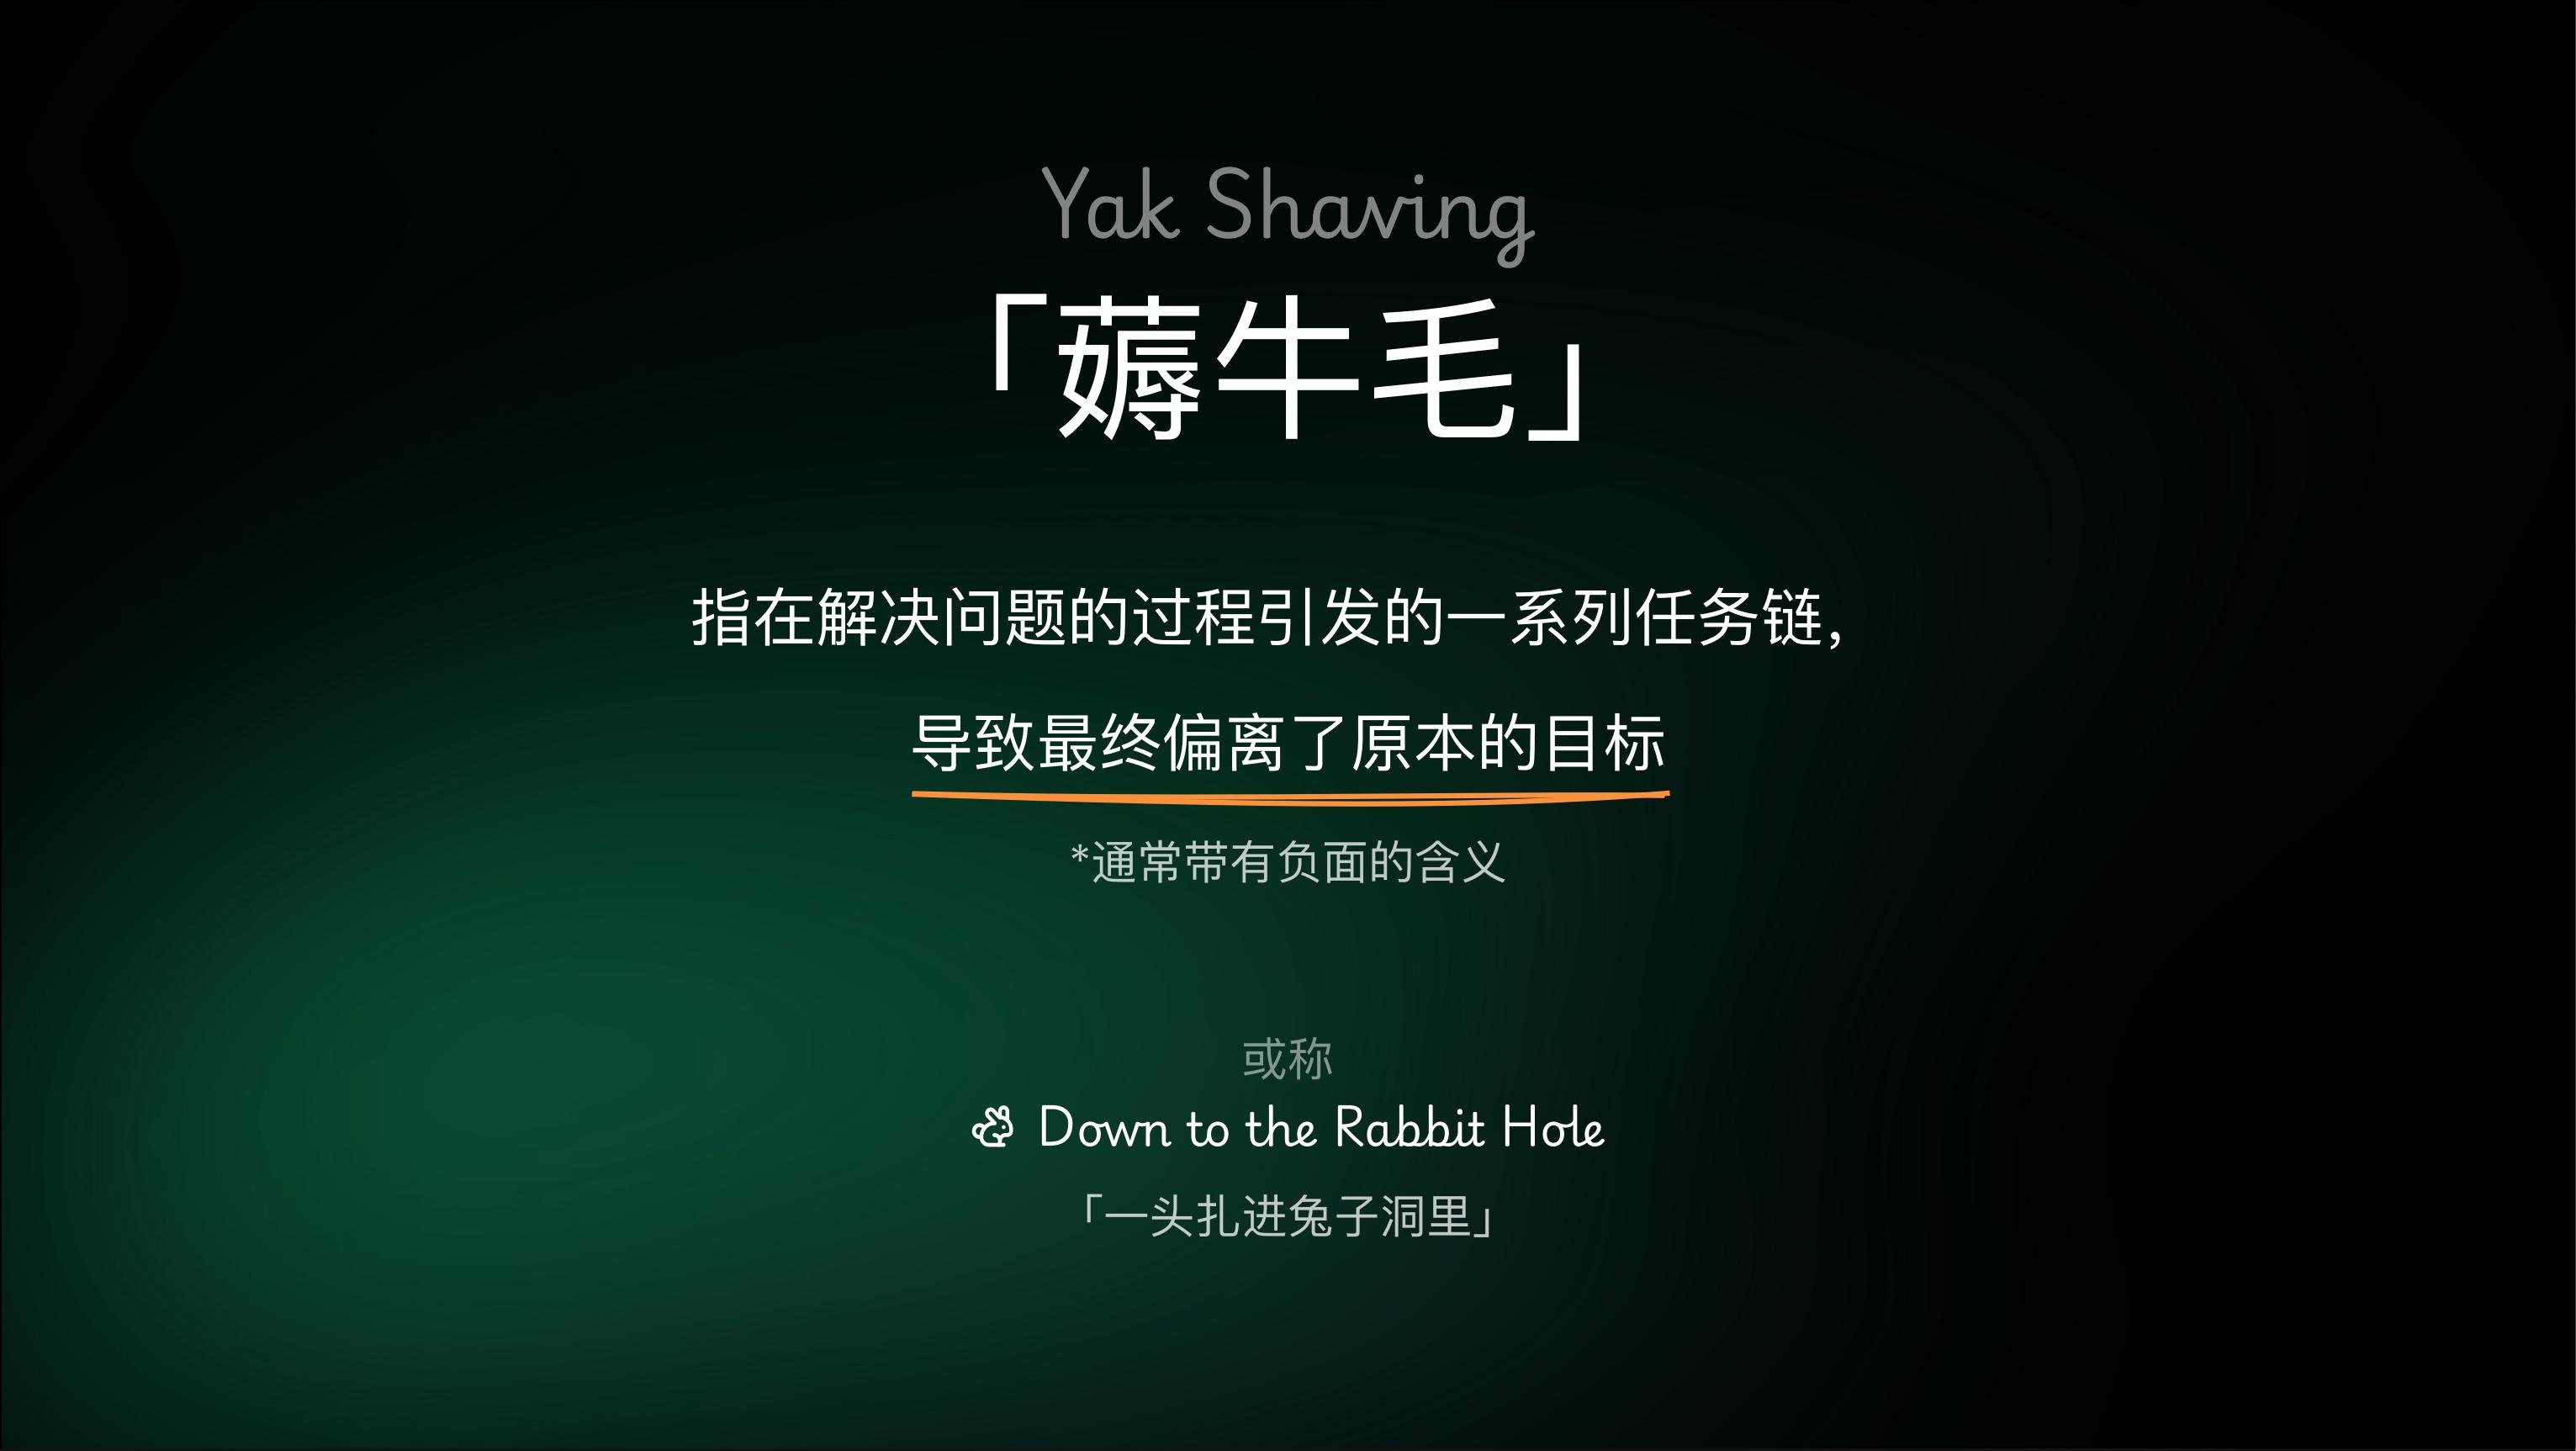 Yak Shaving
「薅牛毛」
指在解决问题的过程引发的一系列任务链，
导致最终偏离了原本的目标
*通常带有负面的含义
或称
Down to the Rabbit Hole
「一头扎进兔子洞里」